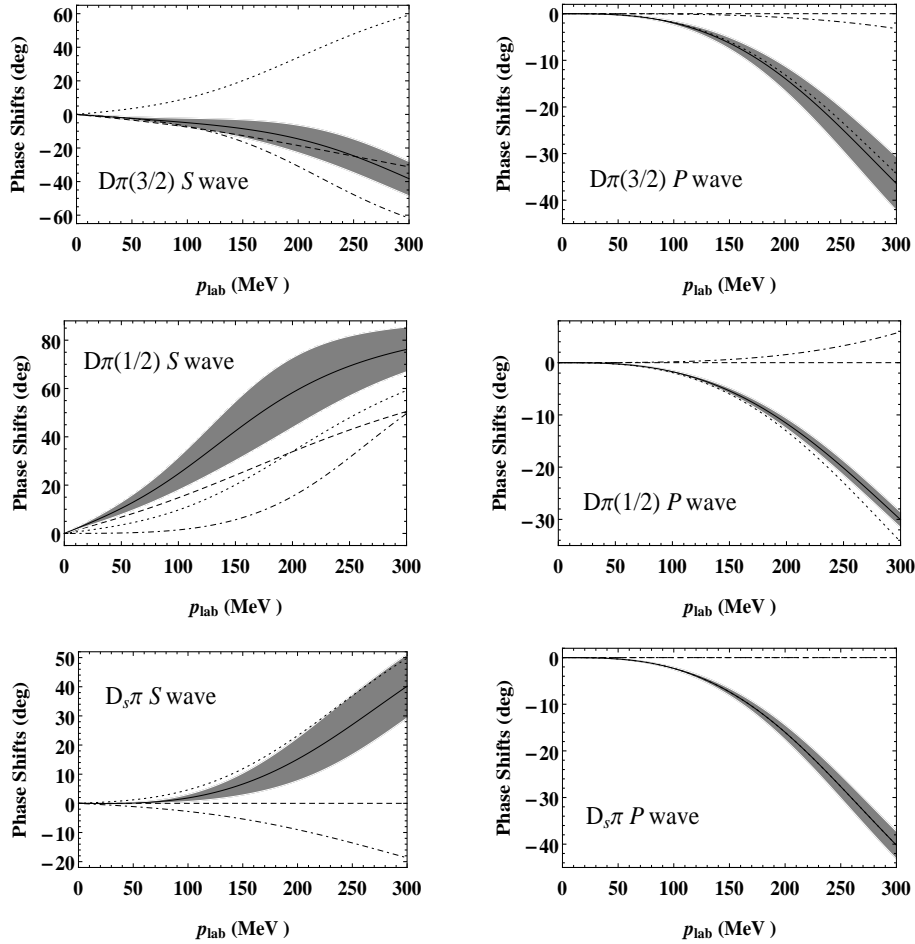 60
40
20
0
−20
−40
−60
Phase Shifts (deg)
Dπ(3/2) S wave
0 50 100 150 200 250 300
p_lab (MeV )
0
−10
−20
−30
−40
Phase Shifts (deg)
Dπ(3/2) P wave
0 50 100 150 200 250 300
p_lab (MeV )
80
60
40
20
0
Phase Shifts (deg)
Dπ(1/2) S wave
0 50 100 150 200 250 300
p_lab (MeV )
0
−10
−20
−30
Phase Shifts (deg)
Dπ(1/2) P wave
0 50 100 150 200 250 300
p_lab (MeV )
50
40
30
20
10
0
−10
−20
Phase Shifts (deg)
D_sπ S wave
0 50 100 150 200 250 300
p_lab (MeV )
0
−10
−20
−30
−40
Phase Shifts (deg)
D_sπ P wave
0 50 100 150 200 250 300
p_lab (MeV )